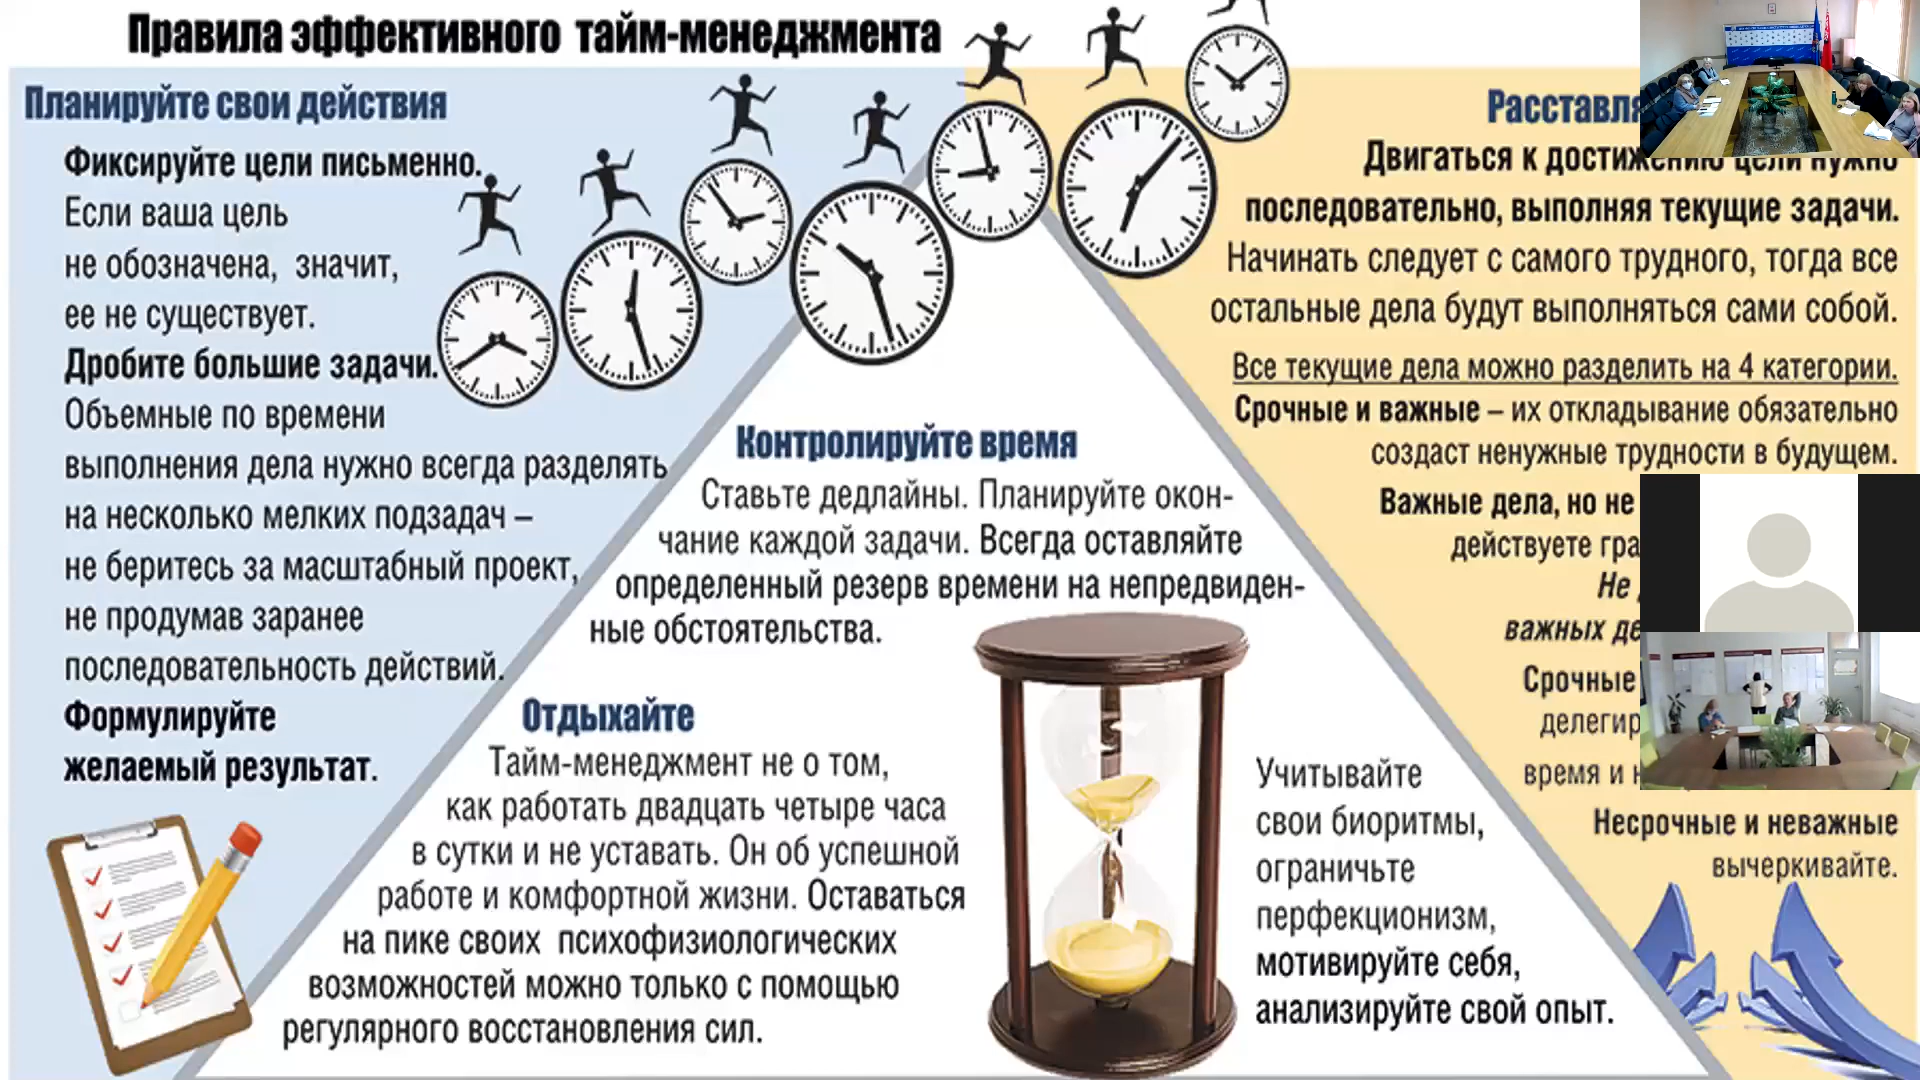 Правила эффективного тайм-менеджмента
Планируйте свои действия
Фиксируйте цели письменно.
Если ваша цель
не обозначена, значит,
ее не существует.
Дробите большие задачи.
Объемные по времени
выполнения дела нужно всегда разделять
на несколько мелких подзадач –
не беритесь за масштабный проект,
не продумав заранее
последовательность действий.
Формулируйте
желаемый результат.
Контролируйте время
Ставьте дедлайны. Планируйте окон-
чание каждой задачи. Всегда оставляйте
определенный резерв времени на непредвиден-
ные обстоятельства.
Отдыхайте
Тайм-менеджмент не о том,
как работать двадцать четыре часа
в сутки и не уставать. Он об успешной
работе и комфортной жизни. Оставаться
на пике своих психофизиологических
возможностей можно только с помощью
регулярного восстановления сил.
Учитывайте
свои биоритмы,
ограничьте
перфекционизм,
мотивируйте себя,
анализируйте свой опыт.
Двигаться к достижению цели нужно
последовательно, выполняя текущие задачи.
Начинать следует с самого трудного, тогда все
остальные дела будут выполняться сами собой.
Все текущие дела можно разделить на 4 категории.
Срочные и важные – их откладывание обязательно
создаст ненужные трудности в будущем.
Важные дела, но не
действуете
Не
важных
Срочные
время и
Несрочные и неважные
вычеркивайте.